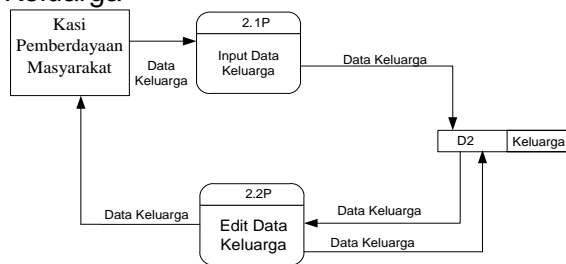 Keluarga
Kasi
Pemberdayaan
Masyarakat
Data
Keluarga
2.1P
Input Data
Keluarga
Data Keluarga
D2
Keluarga
Data Keluarga
2.2P
Edit Data
Keluarga
Data Keluarga
Data Keluarga